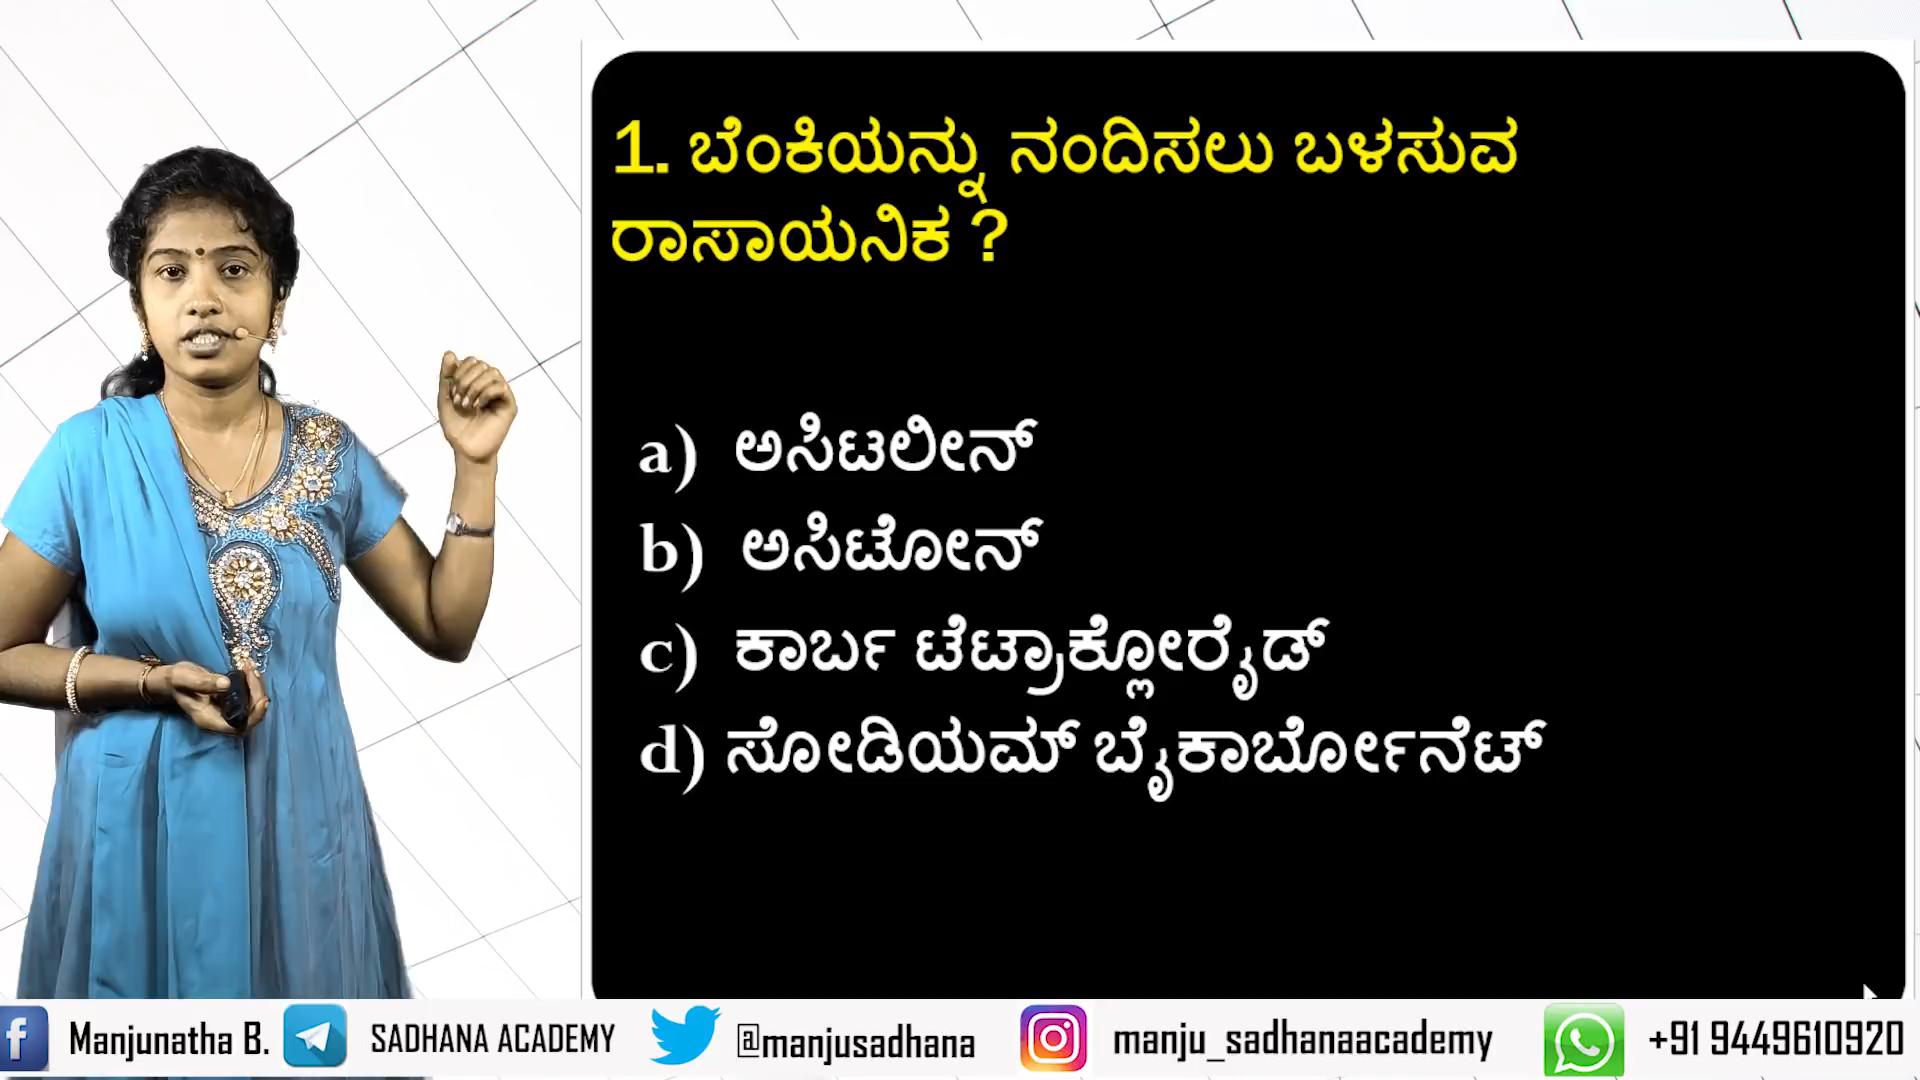 1. ಬೆಂಕಿಯನ್ನು ನಂದಿಸಲು ಬಳಸುವ
ರಾಸಾಯನಿಕ ?
a) ಅಸಿಟಲೀನ್
b) ಅಸಿಟೋನ್
c) ಕಾರ್ಬ ಟೆಟ್ರಾಕ್ಲೋರೈಡ್
d) ಸೋಡಿಯಮ್ ಬೈಕಾರ್ಬೋನೆಟ್
Manjunatha B. SADHANA ACADEMY @manjusadhana manju_sadhanaacademy +91 9449610920